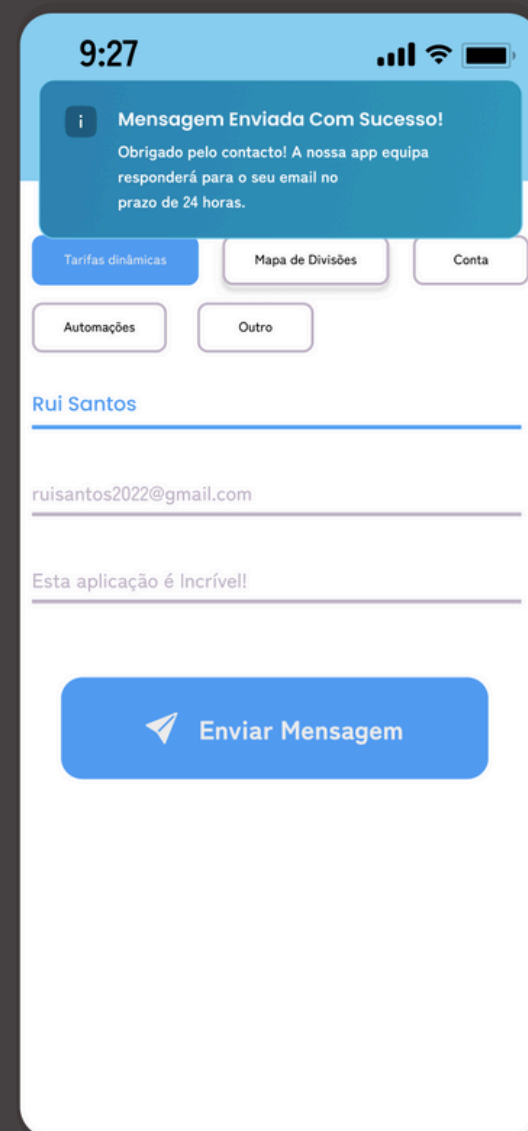 9:27
i
Mensagem Enviada Com Sucesso!
Obrigado pelo contacto! A nossa app equipa
responderá para o seu email no
prazo de 24 horas.
Tarifas dinâmicas
Mapa de Divisões
Conta
Automações
Outro
Rui Santos
ruisantos2022@gmail.com
Esta aplicação é Incrível!
Enviar Mensagem